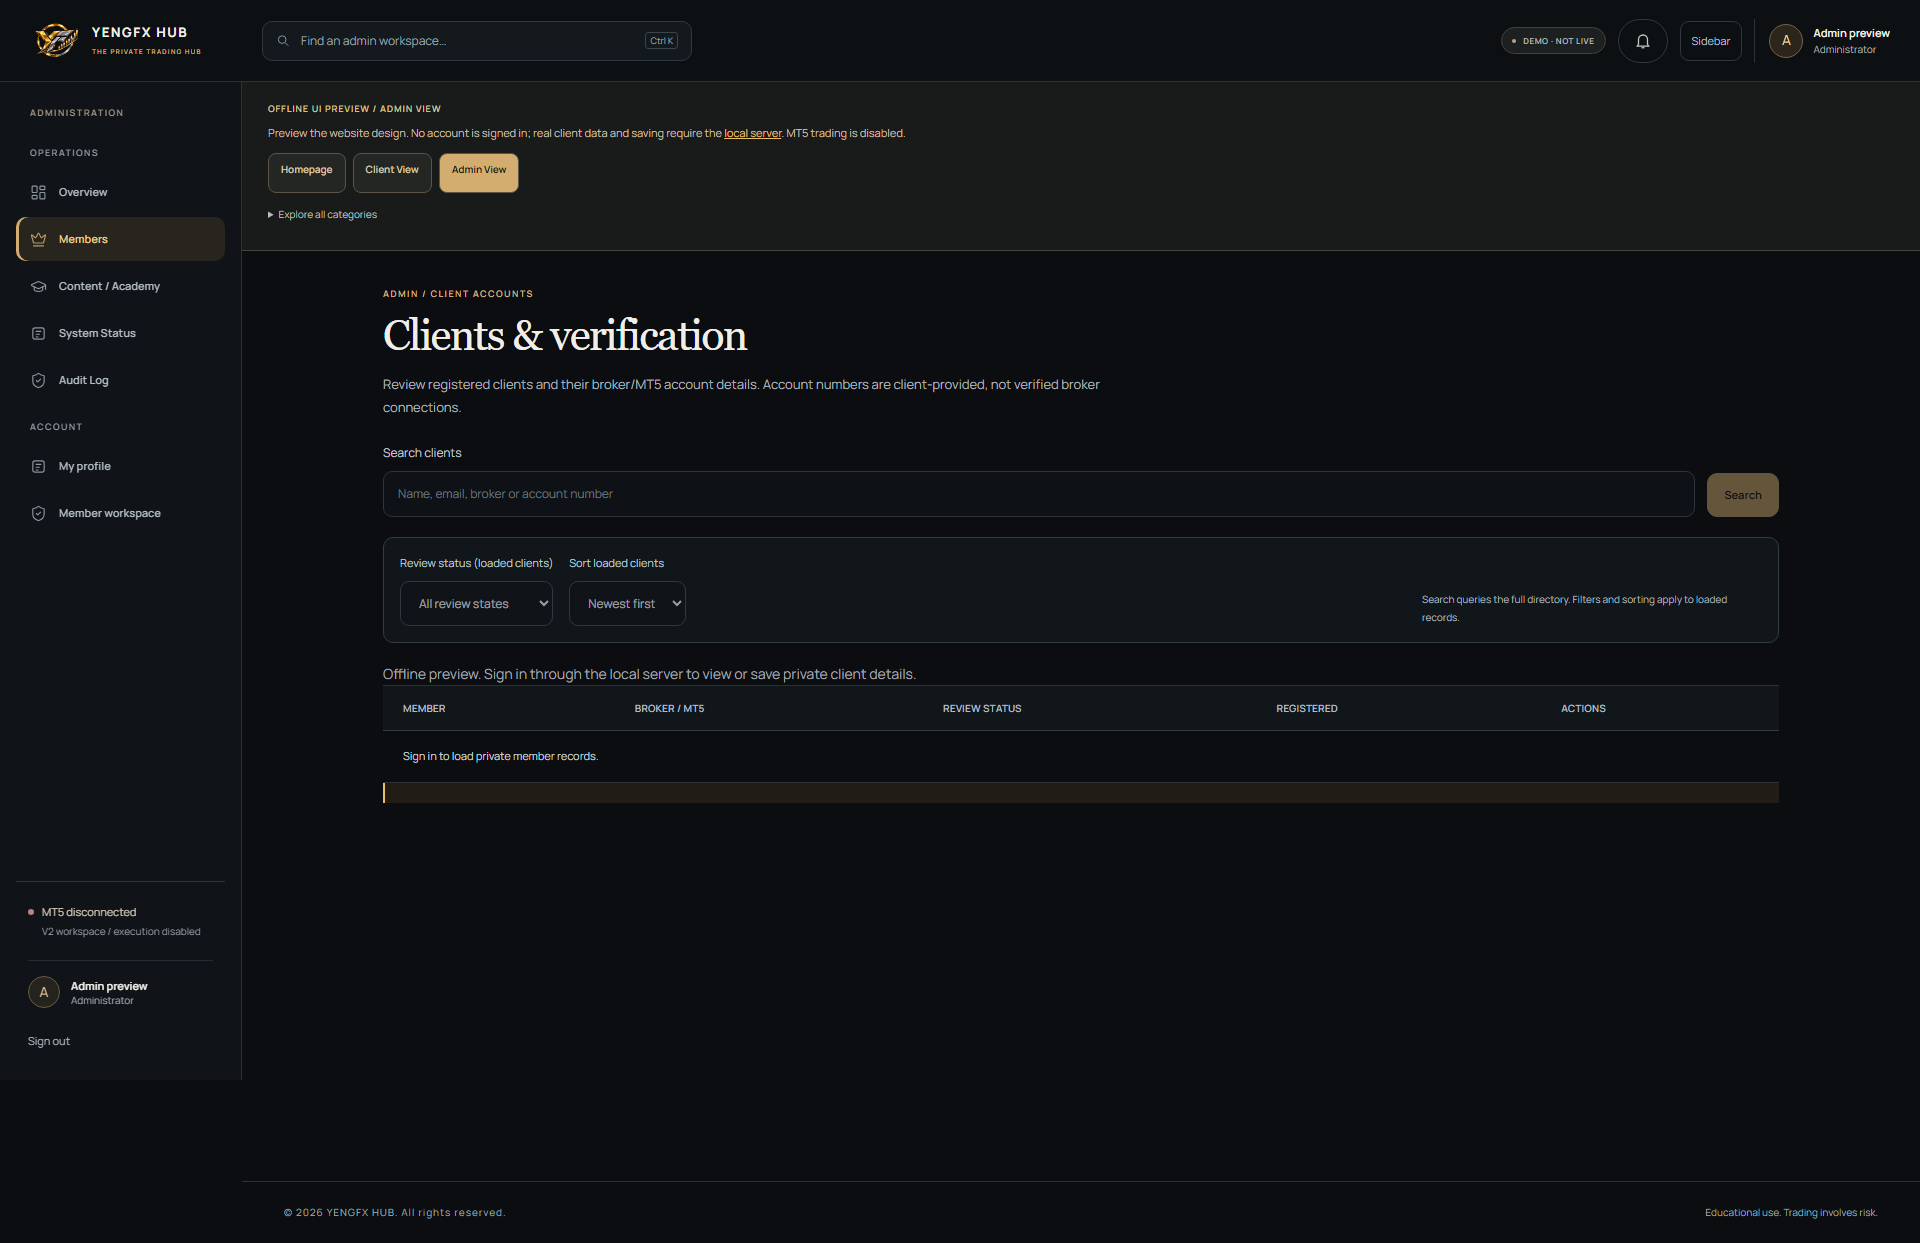 YENGFX HUB
THE PRIVATE TRADING HUB
Find an admin workspace...
Ctrl K
DEMO - NOT LIVE
Sidebar
A
Admin preview
Administrator
ADMINISTRATION
OPERATIONS
Overview
Members
Content / Academy
System Status
Audit Log
ACCOUNT
My profile
Member workspace
MT5 disconnected
V2 workspace / execution disabled
A
Admin preview
Administrator
Sign out
OFFLINE UI PREVIEW / ADMIN VIEW
Preview the website design. No account is signed in; real client data and saving require the local server. MT5 trading is disabled.
Homepage
Client View
Admin View
Explore all categories
ADMIN / CLIENT ACCOUNTS
Clients & verification
Review registered clients and their broker/MT5 account details. Account numbers are client-provided, not verified broker
connections.
Search clients
Name, email, broker or account number
Search
Review status (loaded clients)
Sort loaded clients
All review states
Newest first
Search queries the full directory. Filters and sorting apply to loaded
records.
Offline preview. Sign in through the local server to view or save private client details.
MEMBER
BROKER / MT5
REVIEW STATUS
REGISTERED
ACTIONS
Sign in to load private member records.
© 2026 YENGFX HUB. All rights reserved.
Educational use. Trading involves risk.